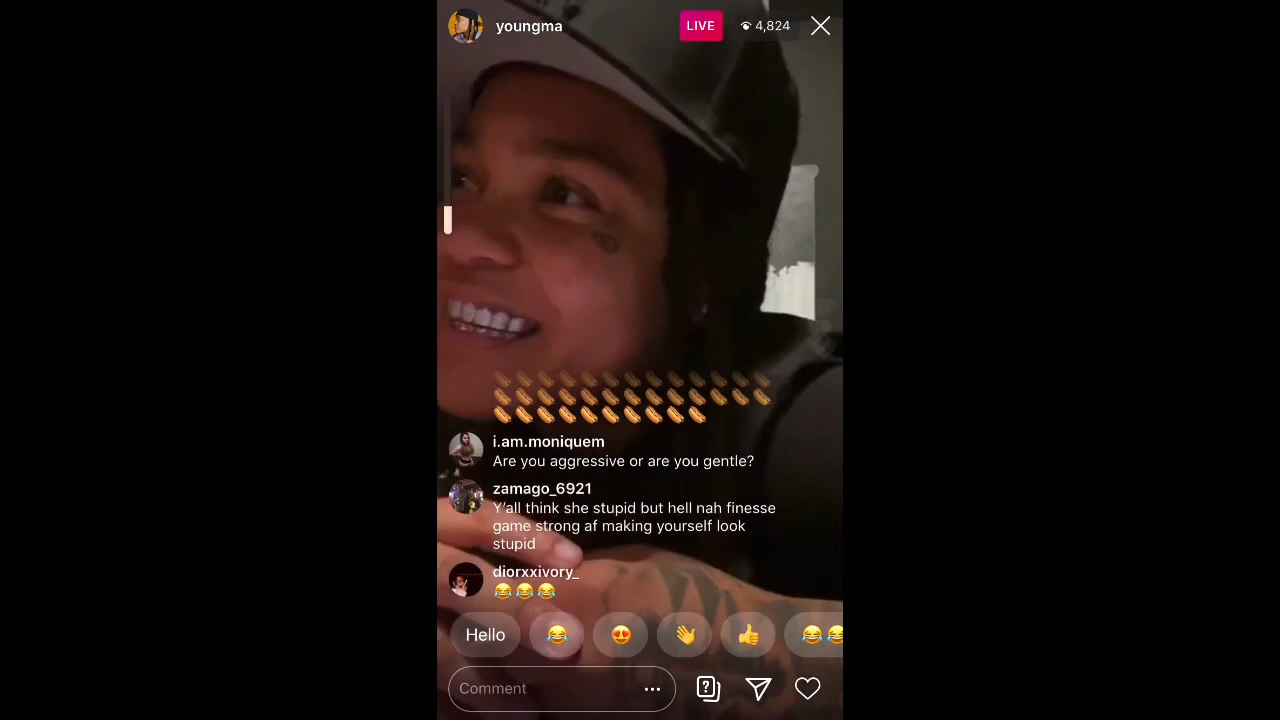 youngma
LIVE
4,824
i.am.moniquem
Are you aggressive or are you gentle?
zamago_6921
Y'all think she stupid but hell nah finesse
game strong af making yourself look
stupid
diorxxivory_
😂😂😂
Hello
Comment